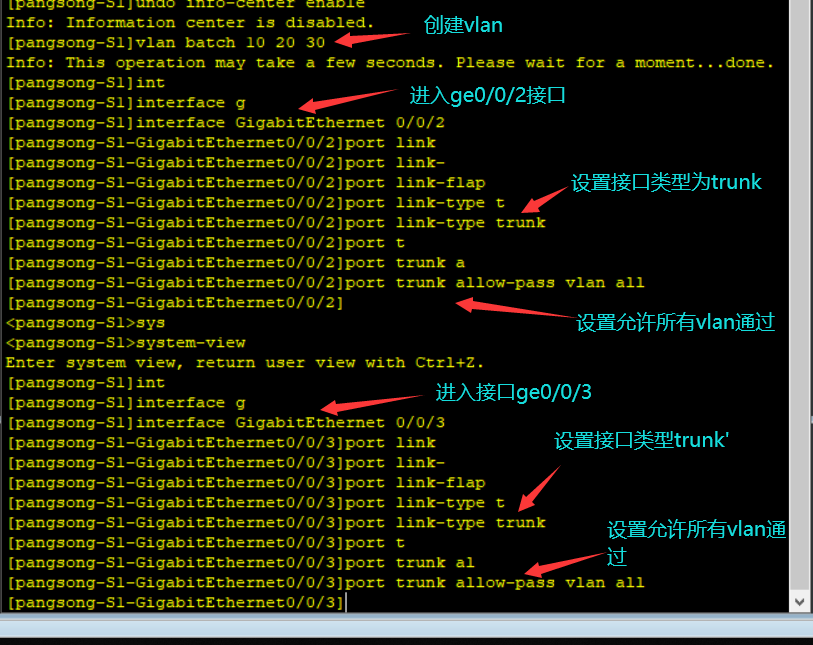 [pangsong-S1]undo info-center enable
Info: Information center is disabled.
创建vlan
[pangsong-S1]vlan batch 10 20 30
Info: This operation may take a few seconds. Please wait for a moment...done.
[pangsong-S1]int
[pangsong-S1]interface g
进入ge0/0/2接口
[pangsong-S1]interface GigabitEthernet 0/0/2
[pangsong-S1-GigabitEthernet0/0/2]port link
[pangsong-S1-GigabitEthernet0/0/2]port link-
[pangsong-S1-GigabitEthernet0/0/2]port link-flap
设置接口类型为trunk
[pangsong-S1-GigabitEthernet0/0/2]port link-type t
[pangsong-S1-GigabitEthernet0/0/2]port link-type trunk
[pangsong-S1-GigabitEthernet0/0/2]port t
[pangsong-S1-GigabitEthernet0/0/2]port trunk a
[pangsong-S1-GigabitEthernet0/0/2]port trunk allow-pass vlan all
[pangsong-S1-GigabitEthernet0/0/2]
设置允许所有vlan通过
<pangsong-S1>sys
<pangsong-S1>system-view
Enter system view, return user view with Ctrl+Z.
[pangsong-S1]int
进入接口ge0/0/3
[pangsong-S1]interface g
[pangsong-S1]interface GigabitEthernet 0/0/3
[pangsong-S1-GigabitEthernet0/0/3]port link
设置接口类型trunk'
[pangsong-S1-GigabitEthernet0/0/3]port link-
[pangsong-S1-GigabitEthernet0/0/3]port link-flap
[pangsong-S1-GigabitEthernet0/0/3]port link-type t
[pangsong-S1-GigabitEthernet0/0/3]port link-type trunk
设置允许所有vlan通
过
[pangsong-S1-GigabitEthernet0/0/3]port t
[pangsong-S1-GigabitEthernet0/0/3]port trunk al
[pangsong-S1-GigabitEthernet0/0/3]port trunk allow-pass vlan all
[pangsong-S1-GigabitEthernet0/0/3]